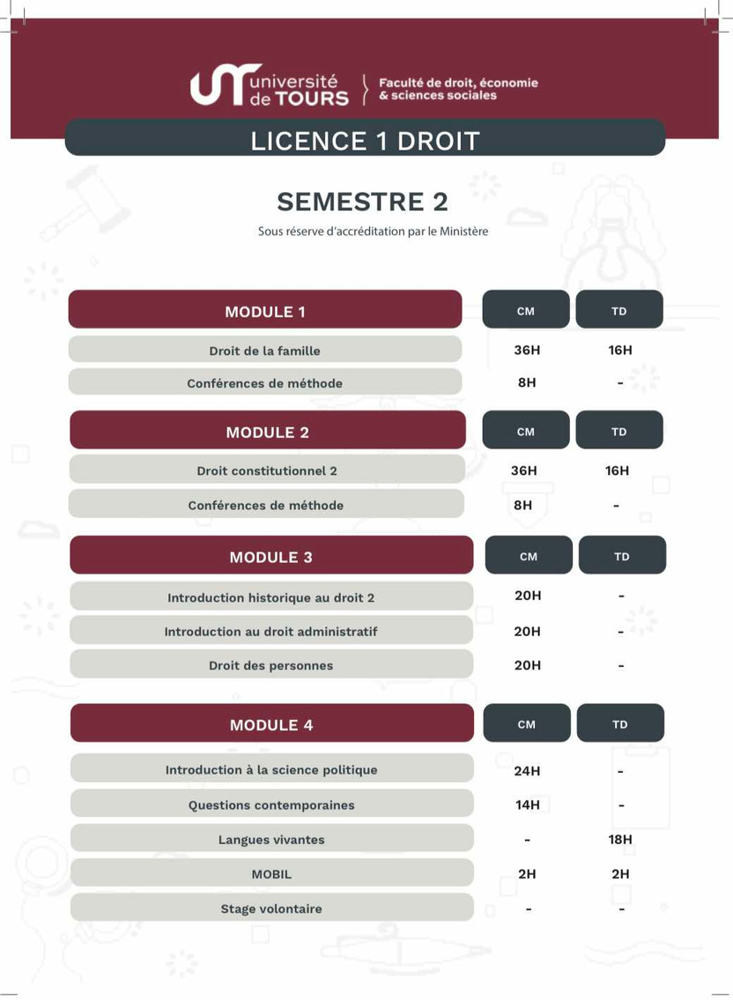 université
de TOURS
Faculté de droit, économie
& sciences sociales
LICENCE 1 DROIT
SEMESTRE 2
Sous réserve d'accréditation par le Ministère
MODULE 1 CM TD
Droit de la famille 36H 16H
Conférences de méthode 8H -
MODULE 2 CM TD
Droit constitutionnel 2 36H 16H
Conférences de méthode 8H -
MODULE 3 CM TD
Introduction historique au droit 2 20H -
Introduction au droit administratif 20H -
Droit des personnes 20H -
MODULE 4 CM TD
Introduction à la science politique 24H -
Questions contemporaines 14H -
Langues vivantes - 18H
MOBIL 2H 2H
Stage volontaire - -